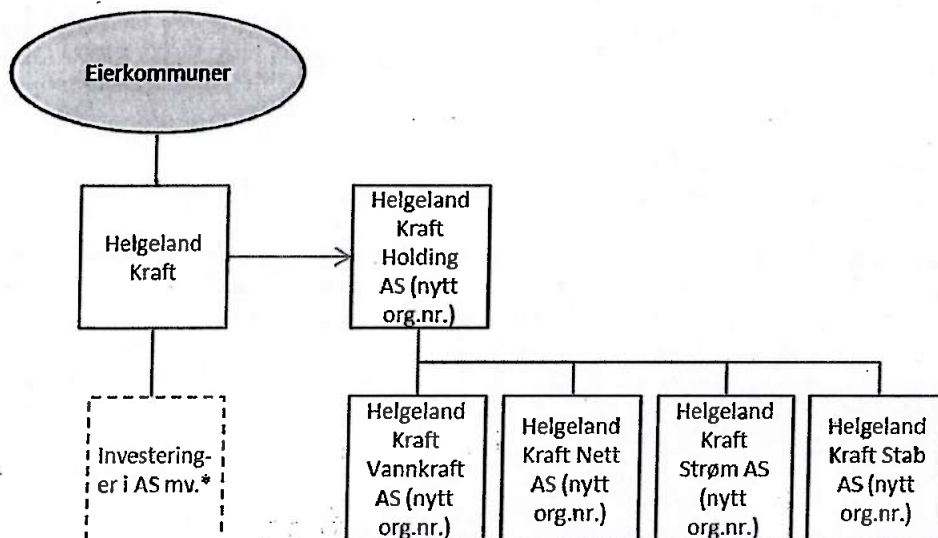 Eierkommuner
Helgeland
Kraft
Helgeland
Kraft
Holding
AS (nytt
org.nr.)
Investering-
er i AS mv.*
Helgeland
Kraft
Vannkraft
AS (nytt
org.nr.)
Helgeland
Kraft Nett
AS (nytt
org.nr.)
Helgeland
Kraft
Strøm AS
(nytt
org.nr.)
Helgeland
Kraft Stab
AS (nytt
org.nr.)